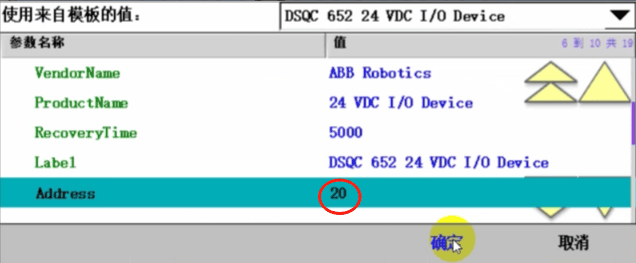 使用来自模板的值： DSQC 652 24 VDC I/O Device
参数名称 值 6 到 10 共 19
VendorName ABB Robotics
ProductName 24 VDC I/O Device
RecoveryTime 5000
Label DSQC 652 24 VDC I/O Device
Address 20
确定 取消